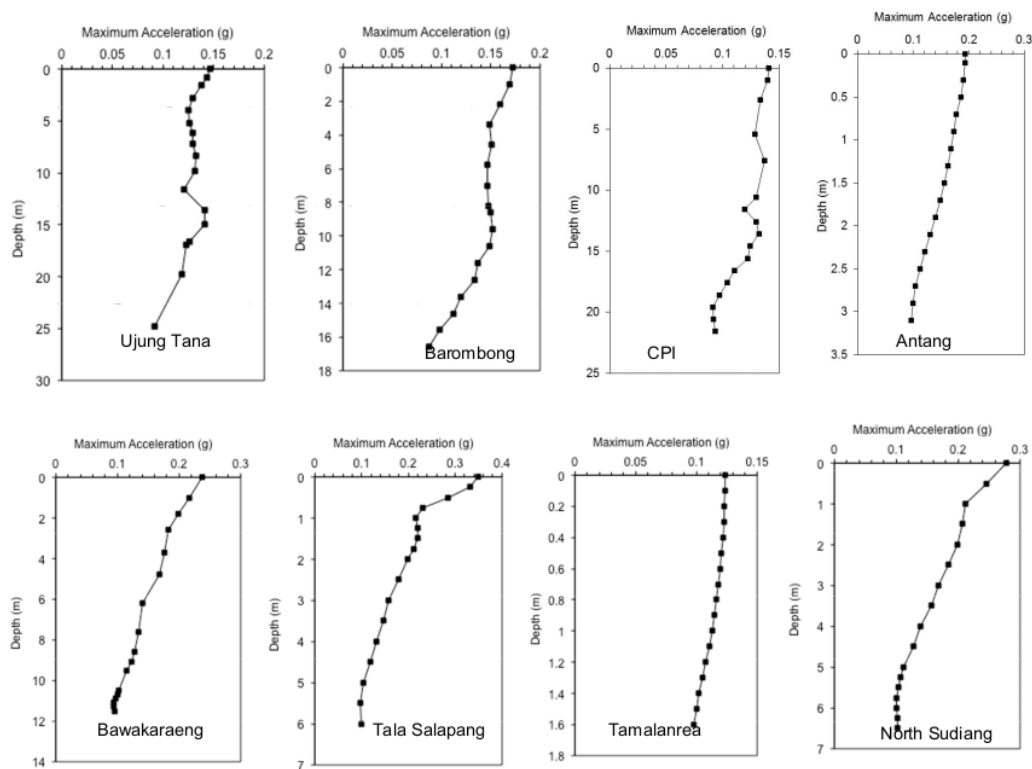 Maximum Acceleration (g)
0 0.05 0.1 0.15 0.2
0
5
10
15
20
25
30
Depth (m)
Ujung Tana
Maximum Acceleration (g)
0 0.05 0.1 0.15 0.2
0
2
4
6
8
10
12
14
16
18
Depth (m)
Barombong
Maximum Acceleration (g)
0 0.05 0.1 0.15
0
5
10
15
20
25
Depth (m)
CPI
Maximum Acceleration (g)
0 0.1 0.2 0.3
0
0.5
1
1.5
2
2.5
3
3.5
Depth (m)
Antang
Maximum Acceleration (g)
0 0.1 0.2 0.3
0
2
4
6
8
10
12
14
Depth (m)
Bawakaraeng
Maximum Acceleration (g)
0 0.1 0.2 0.3 0.4
0
1
2
3
4
5
6
7
Depth (m)
Tala Salapang
Maximum Acceleration (g)
0 0.05 0.1 0.15
0
0.2
0.4
0.6
0.8
1
1.2
1.4
1.6
1.8
Depth (m)
Tamalanrea
Maximum Acceleration (g)
0 0.1 0.2 0.3
0
1
2
3
4
5
6
7
Depth (m)
North Sudiang